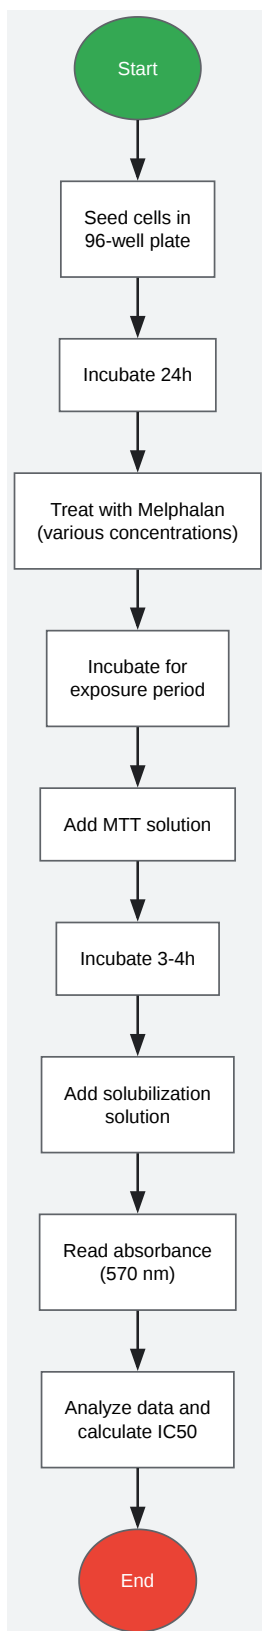 Start
Seed cells in
96-well plate
Incubate 24h
Treat with Melphalan
(various concentrations)
Incubate for
exposure period
Add MTT solution
Incubate 3-4h
Add solubilization
solution
Read absorbance
(570 nm)
Analyze data and
calculate IC50
End